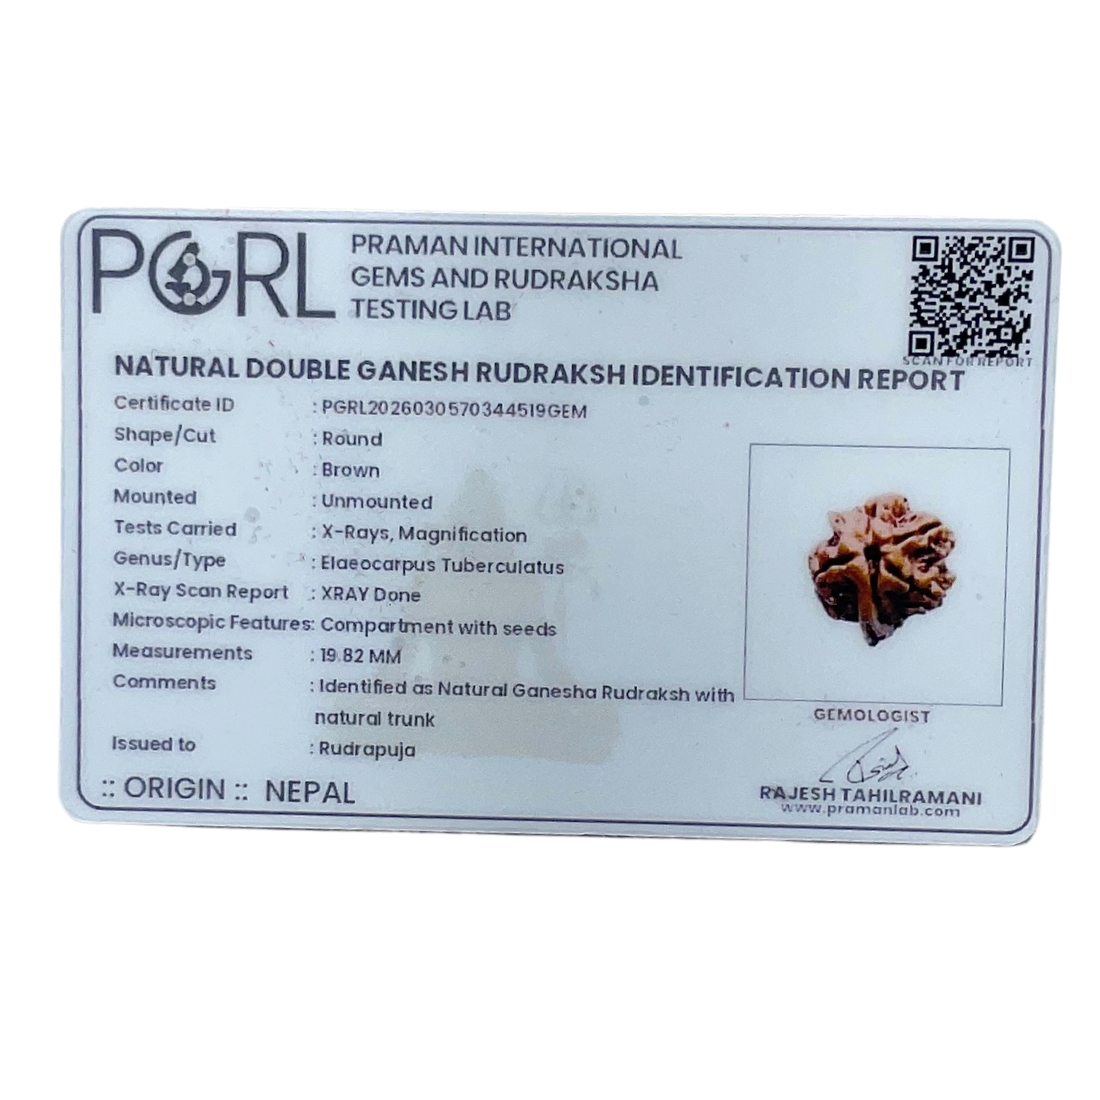 PGRL
PRAMAN INTERNATIONAL
GEMS AND RUDRAKSHA
TESTING LAB
SCAN FOR REPORT
NATURAL DOUBLE GANESH RUDRAKSH IDENTIFICATION REPORT
Certificate ID : PGRL2026030570344519GEM
Shape/Cut : Round
Color : Brown
Mounted : Unmounted
Tests Carried : X-Rays, Magnification
Genus/Type : Elaeocarpus Tuberculatus
X-Ray Scan Report : XRAY Done
Microscopic Features: Compartment with seeds
Measurements : 19.82 MM
Comments : Identified as Natural Ganesha Rudraksh with
natural trunk
Issued to : Rudrapuja
:: ORIGIN :: NEPAL
GEMOLOGIST
RAJESH TAHILRAMANI
www.pramanlab.com